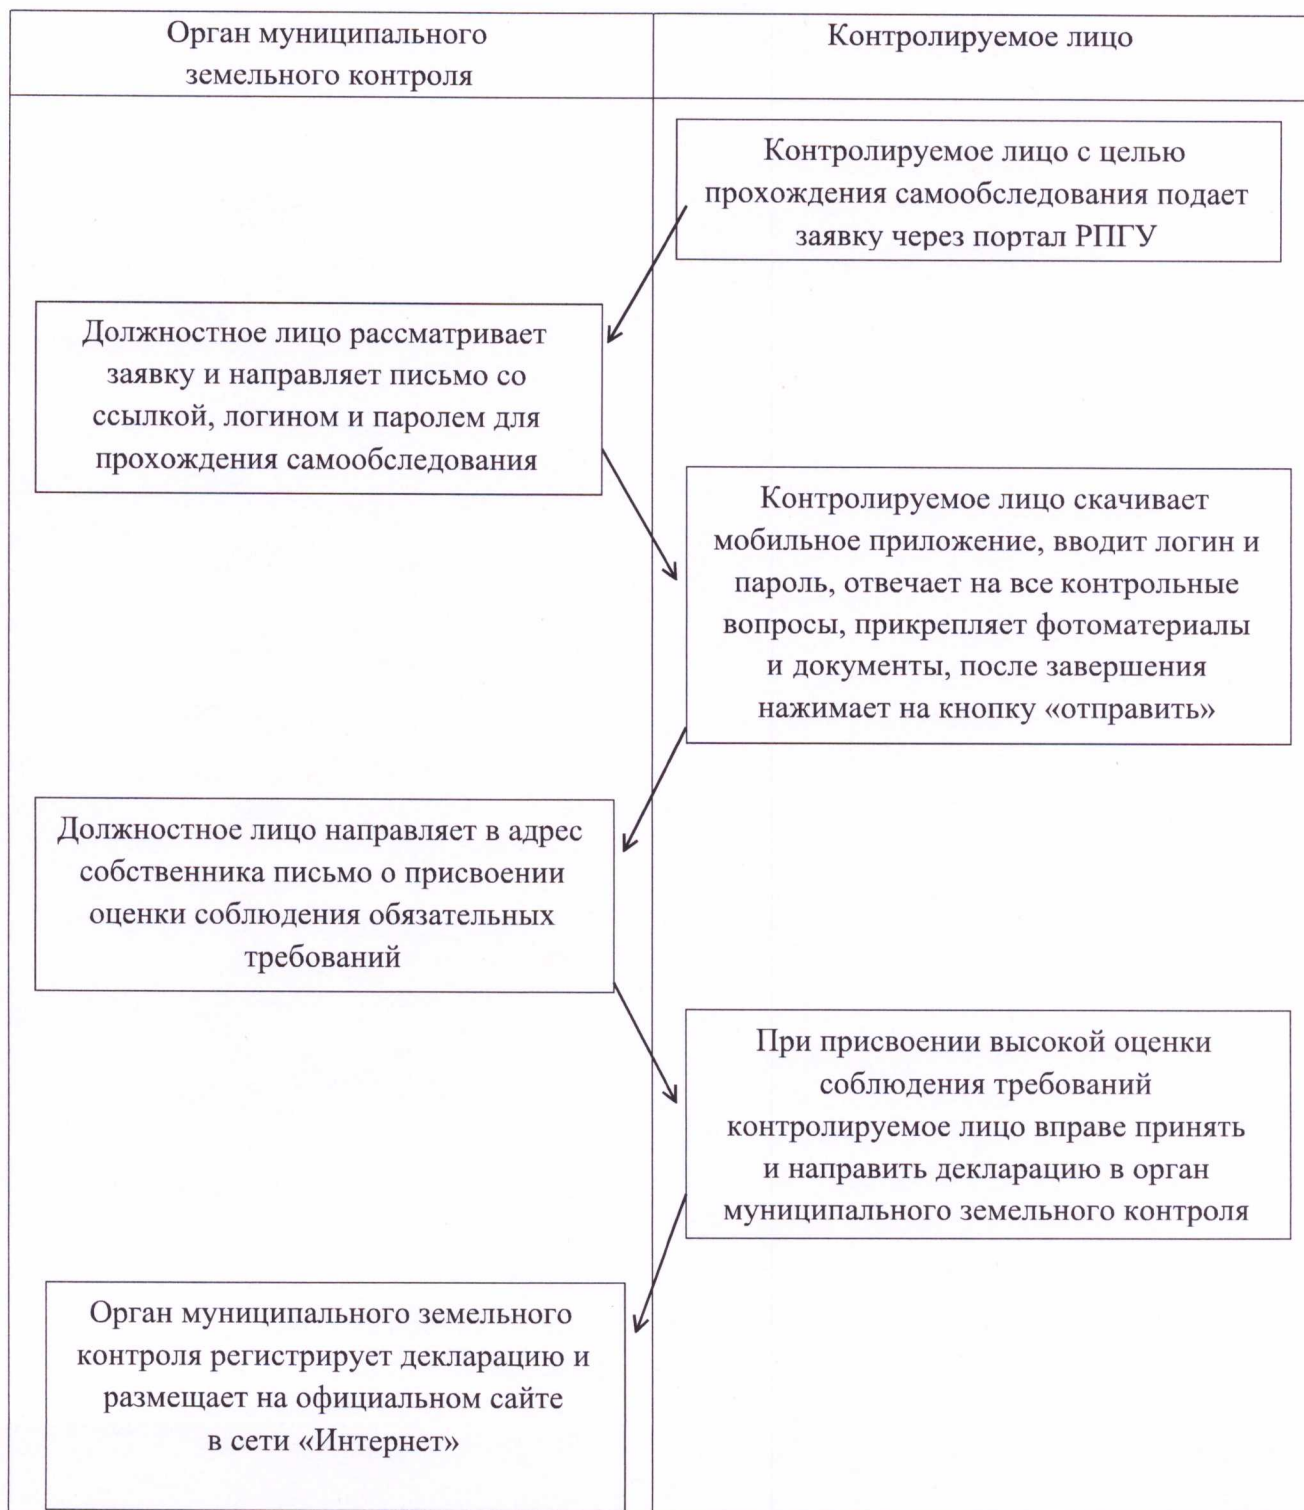 Орган муниципального
земельного контроля
Контролируемое лицо
Контролируемое лицо с целью
прохождения самообследования подает
заявку через портал РПГУ
Должностное лицо рассматривает
заявку и направляет письмо со
ссылкой, логином и паролем для
прохождения самообследования
Контролируемое лицо скачивает
мобильное приложение, вводит логин и
пароль, отвечает на все контрольные
вопросы, прикрепляет фотоматериалы
и документы, после завершения
нажимает на кнопку «отправить»
Должностное лицо направляет в адрес
собственника письмо о присвоении
оценки соблюдения обязательных
требований
При присвоении высокой оценки
соблюдения требований
контролируемое лицо вправе принять
и направить декларацию в орган
муниципального земельного контроля
Орган муниципального земельного
контроля регистрирует декларацию и
размещает на официальном сайте
в сети «Интернет»